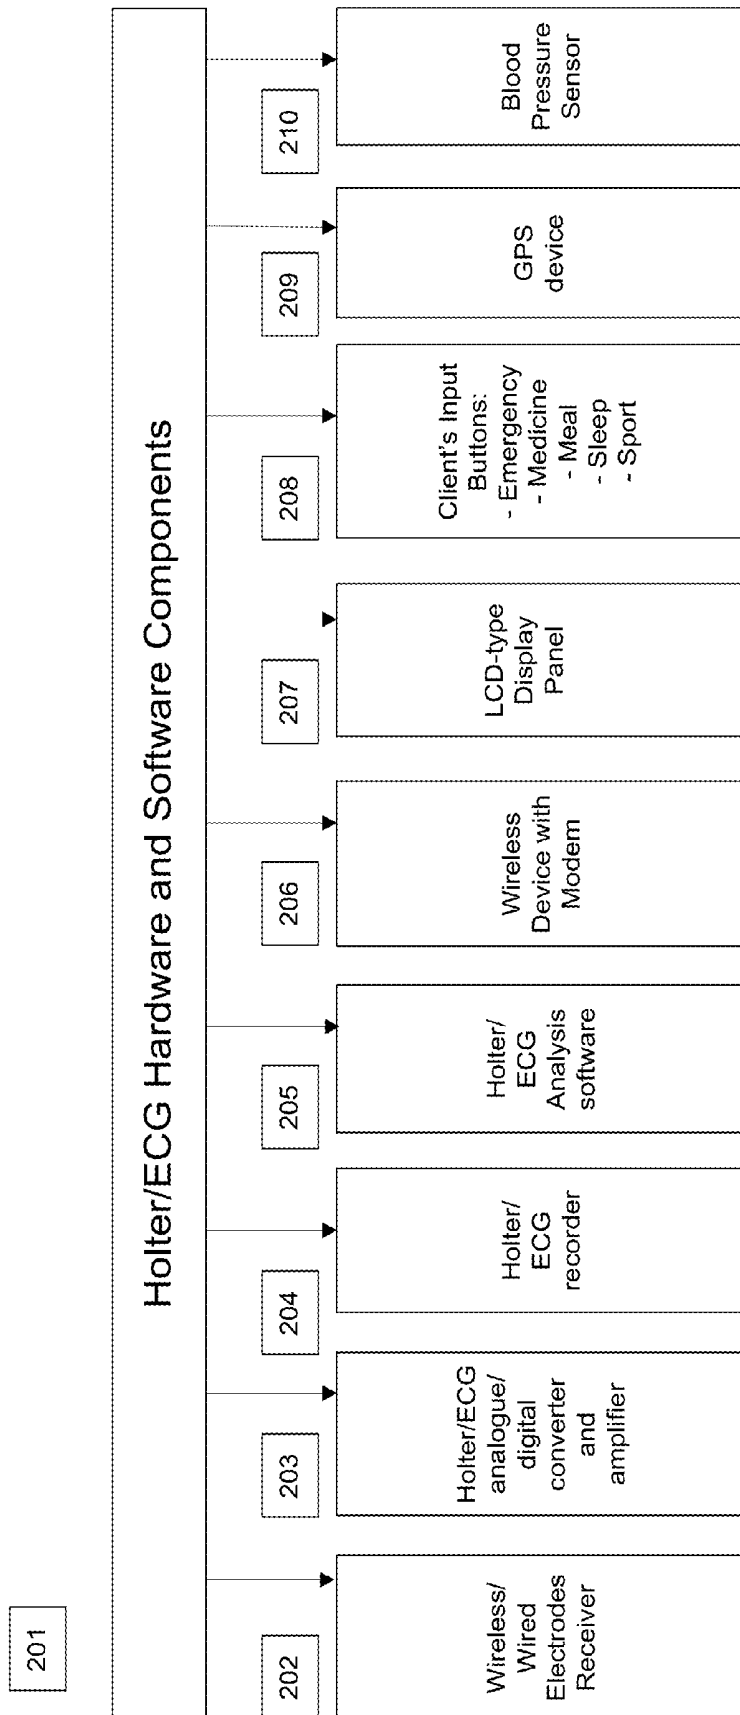 201
Holter/ECG Hardware and Software Components
202
Wireless/
Wired
Electrodes
Receiver
203
Holter/ECG
analogue/
digital
converter
and
amplifier
204
Holter/
ECG
recorder
205
Holter/
ECG
Analysis
software
206
Wireless
Device with
Modem
207
LCD-type
Display
Panel
208
Client's Input
Buttons:
- Emergency
- Medicine
- Meal
- Sleep
- Sport
209
GPS
device
210
Blood
Pressure
Sensor